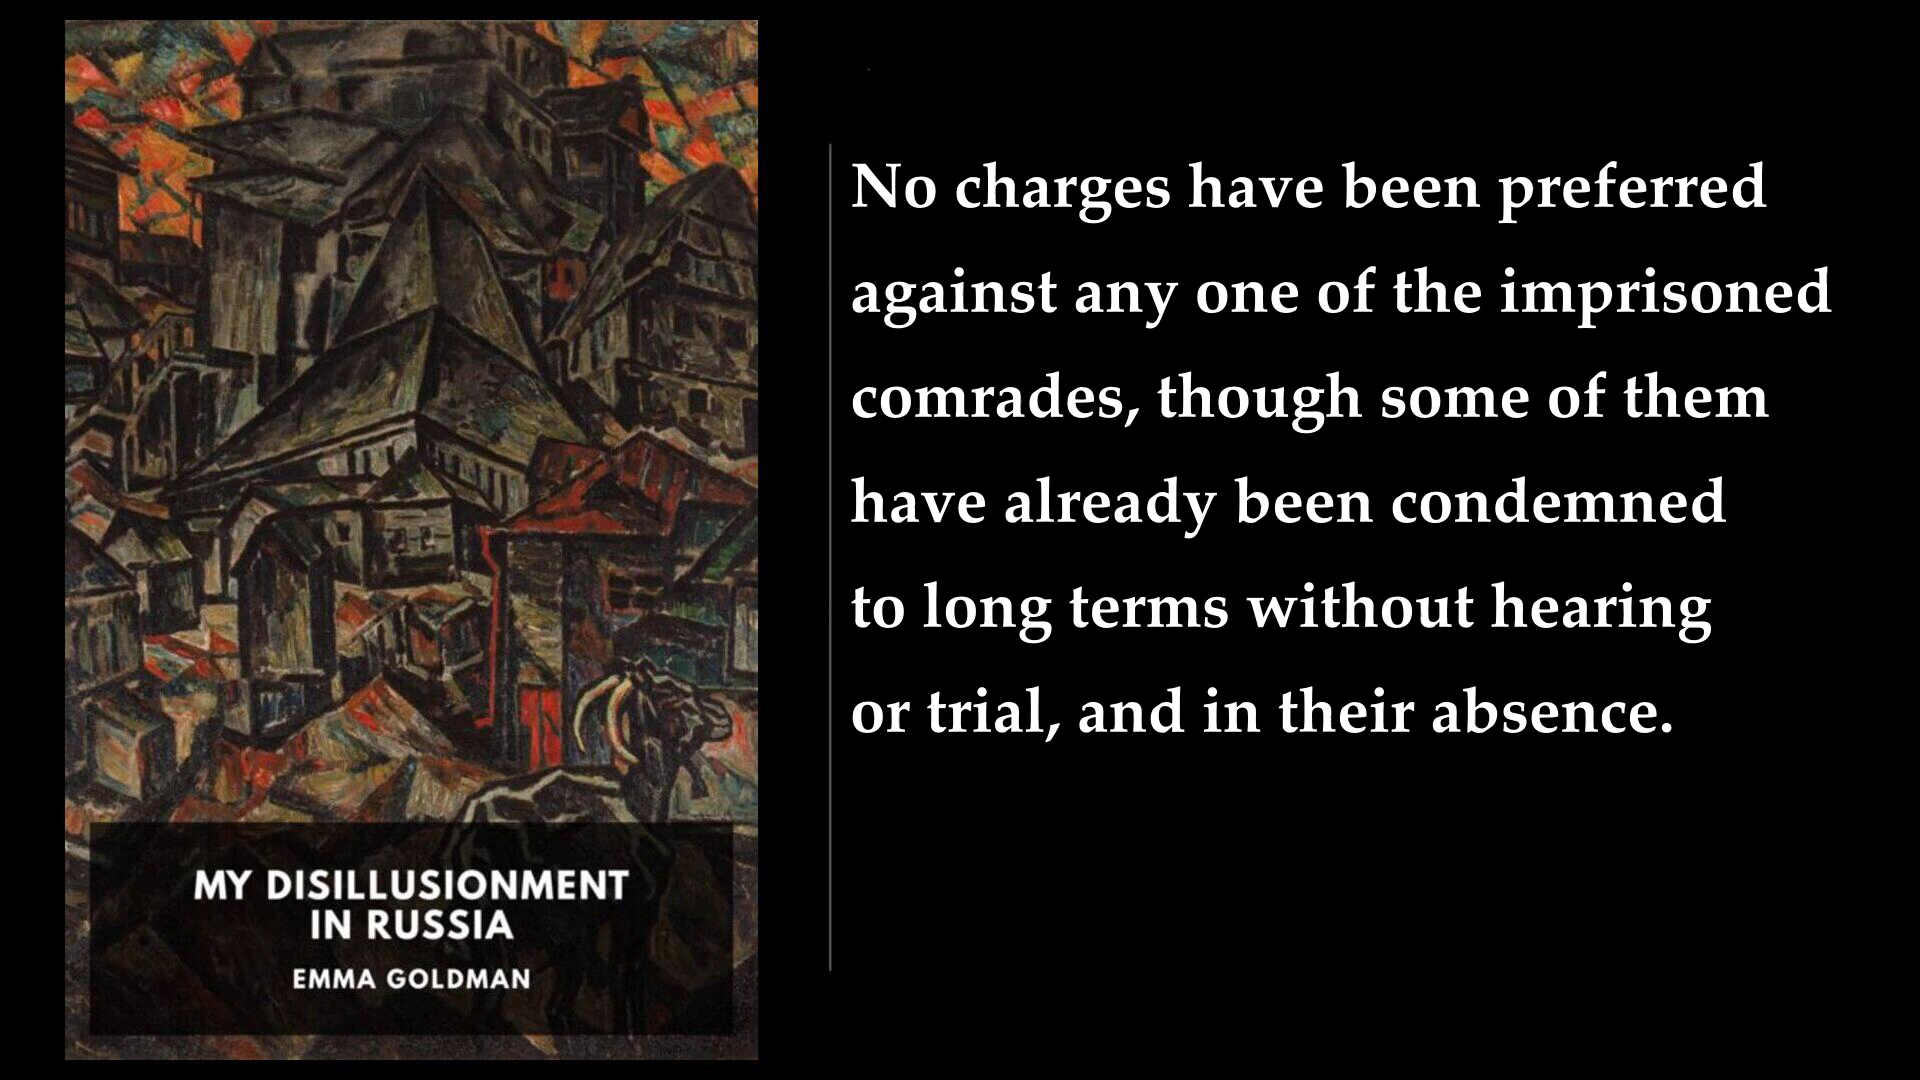 MY DISILLUSIONMENT
IN RUSSIA
EMMA GOLDMAN
No charges have been preferred
against any one of the imprisoned
comrades, though some of them
have already been condemned
to long terms without hearing
or trial, and in their absence.